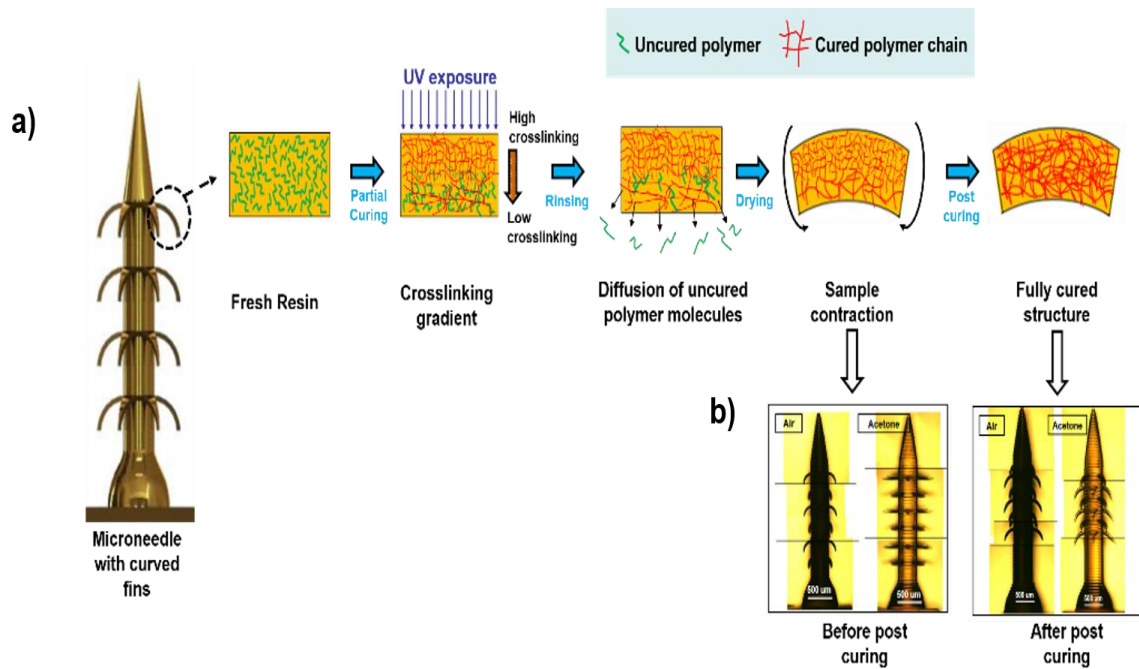 Uncured polymer
Cured polymer chain
a)
UV exposure
High
crosslinking
Low
crosslinking
Partial
Curing
Rinsing
Drying
Post
curing
Fresh Resin
Crosslinking
gradient
Diffusion of uncured
polymer molecules
Sample
contraction
Fully cured
structure
Microneedle
with curved
fins
b)
Air
Acetone
500 um
500 um
Air
Acetone
500 um
500 um
Before post
curing
After post
curing